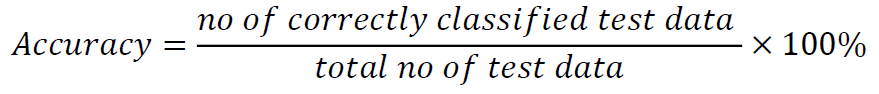 Accuracy = no of correctly classified test data / total no of test data × 100%